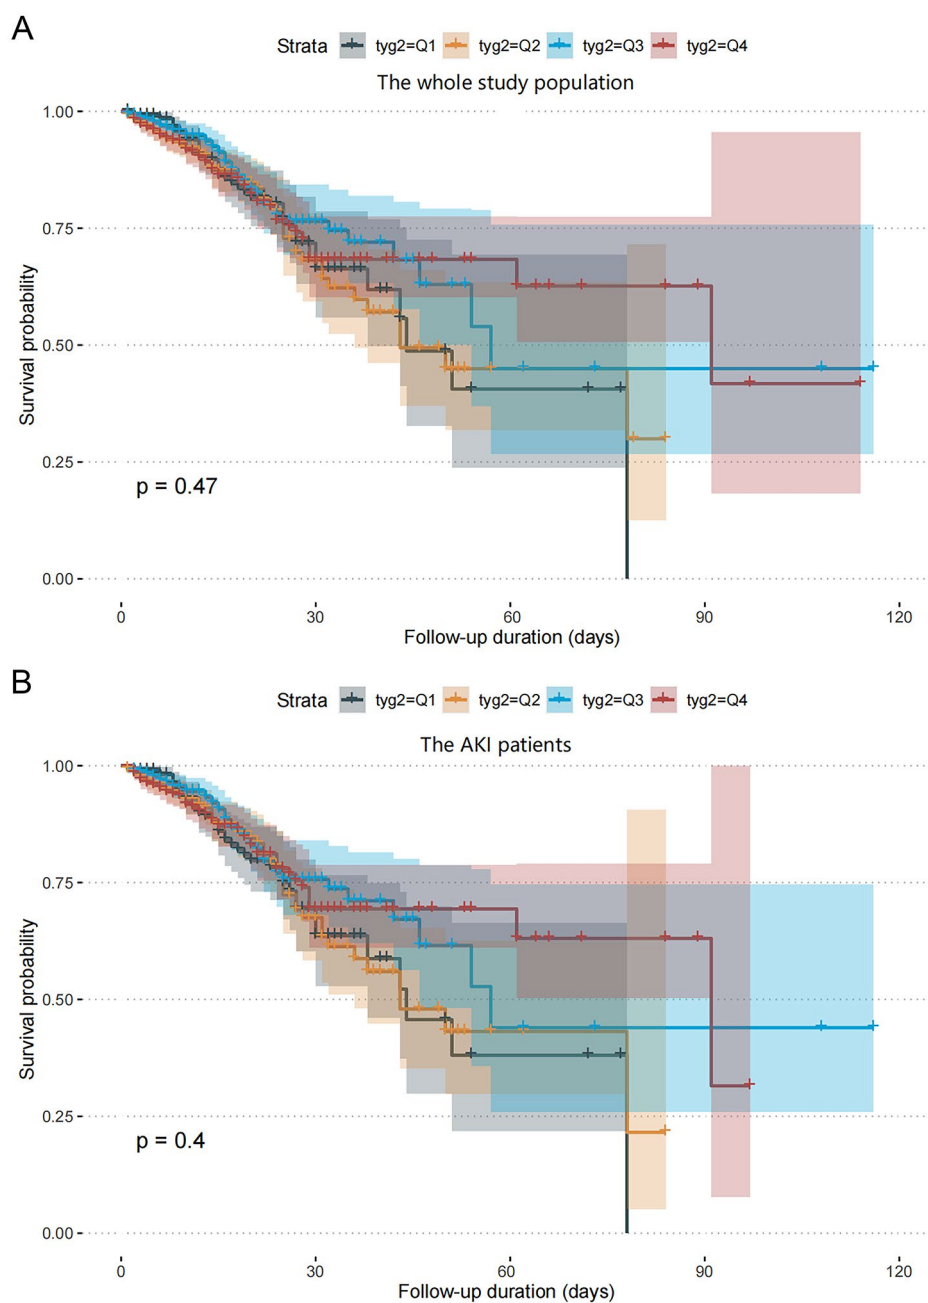 A
Strata tyg2=Q1 tyg2=Q2 tyg2=Q3 tyg2=Q4
The whole study population
1.00
0.75
0.50
0.25
0.00
Survival probability
p = 0.47
0 30 60 90 120
Follow-up duration (days)
B
Strata tyg2=Q1 tyg2=Q2 tyg2=Q3 tyg2=Q4
The AKI patients
1.00
0.75
0.50
0.25
0.00
Survival probability
p = 0.4
0 30 60 90 120
Follow-up duration (days)